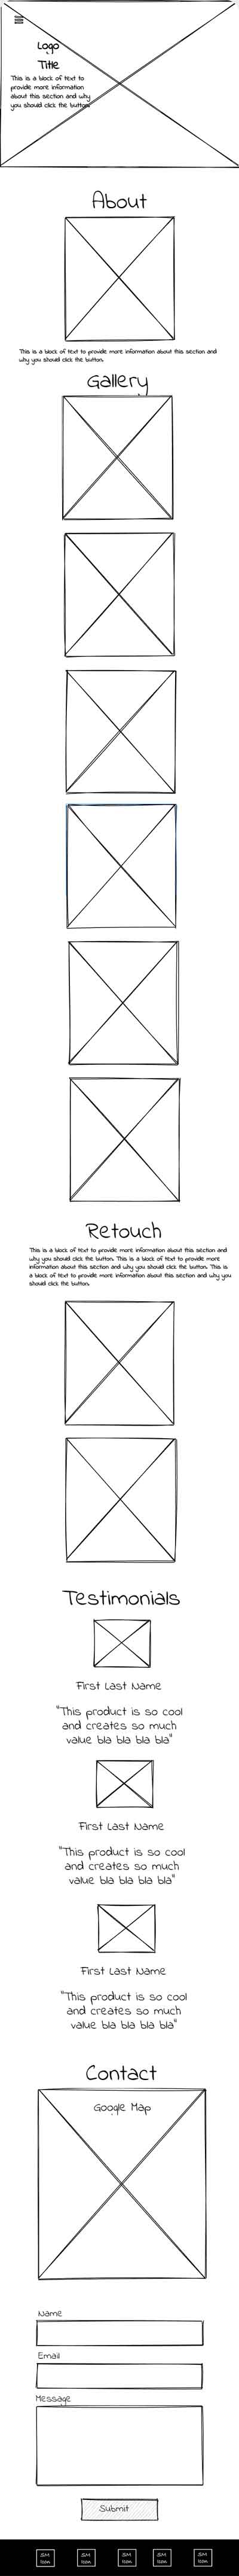 Logo
Title
This is a block of text to
provide more information
about this section and why
you should click the button.
About
This is a block of text to provide more information about this section and
why you should click the button.
Gallery
Retouch
This is a block of text to provide more information about this section and
why you should click the button. This is a block of text to provide more
information about this section and why you should click the button. This is
a block of text to provide more information about this section and why you
should click the button.
Testimonials
First Last Name
"This product is so cool
and creates so much
value bla bla bla bla"
First Last Name
"This product is so cool
and creates so much
value bla bla bla bla"
First Last Name
"This product is so cool
and creates so much
value bla bla bla bla"
Contact
Google Map
Name
Email
Message
Submit
SM
Icon
SM
Icon
SM
Icon
SM
Icon
SM
Icon